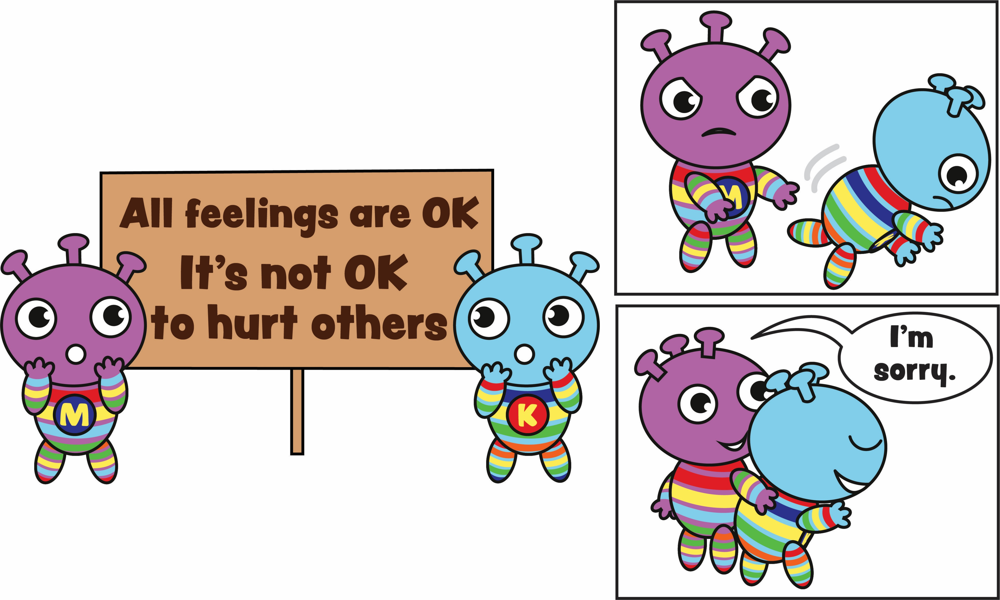 All feelings are OK
It's not OK
to hurt others
M
K
M
I'm
sorry.